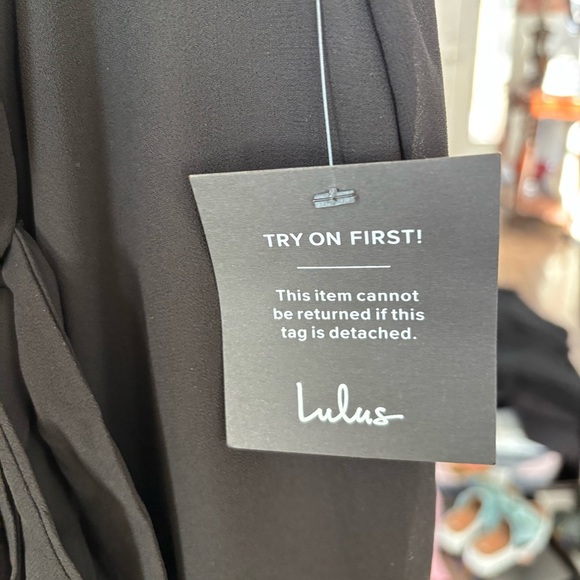 TRY ON FIRST!
This item cannot
be returned if this
tag is detached.
Lulus